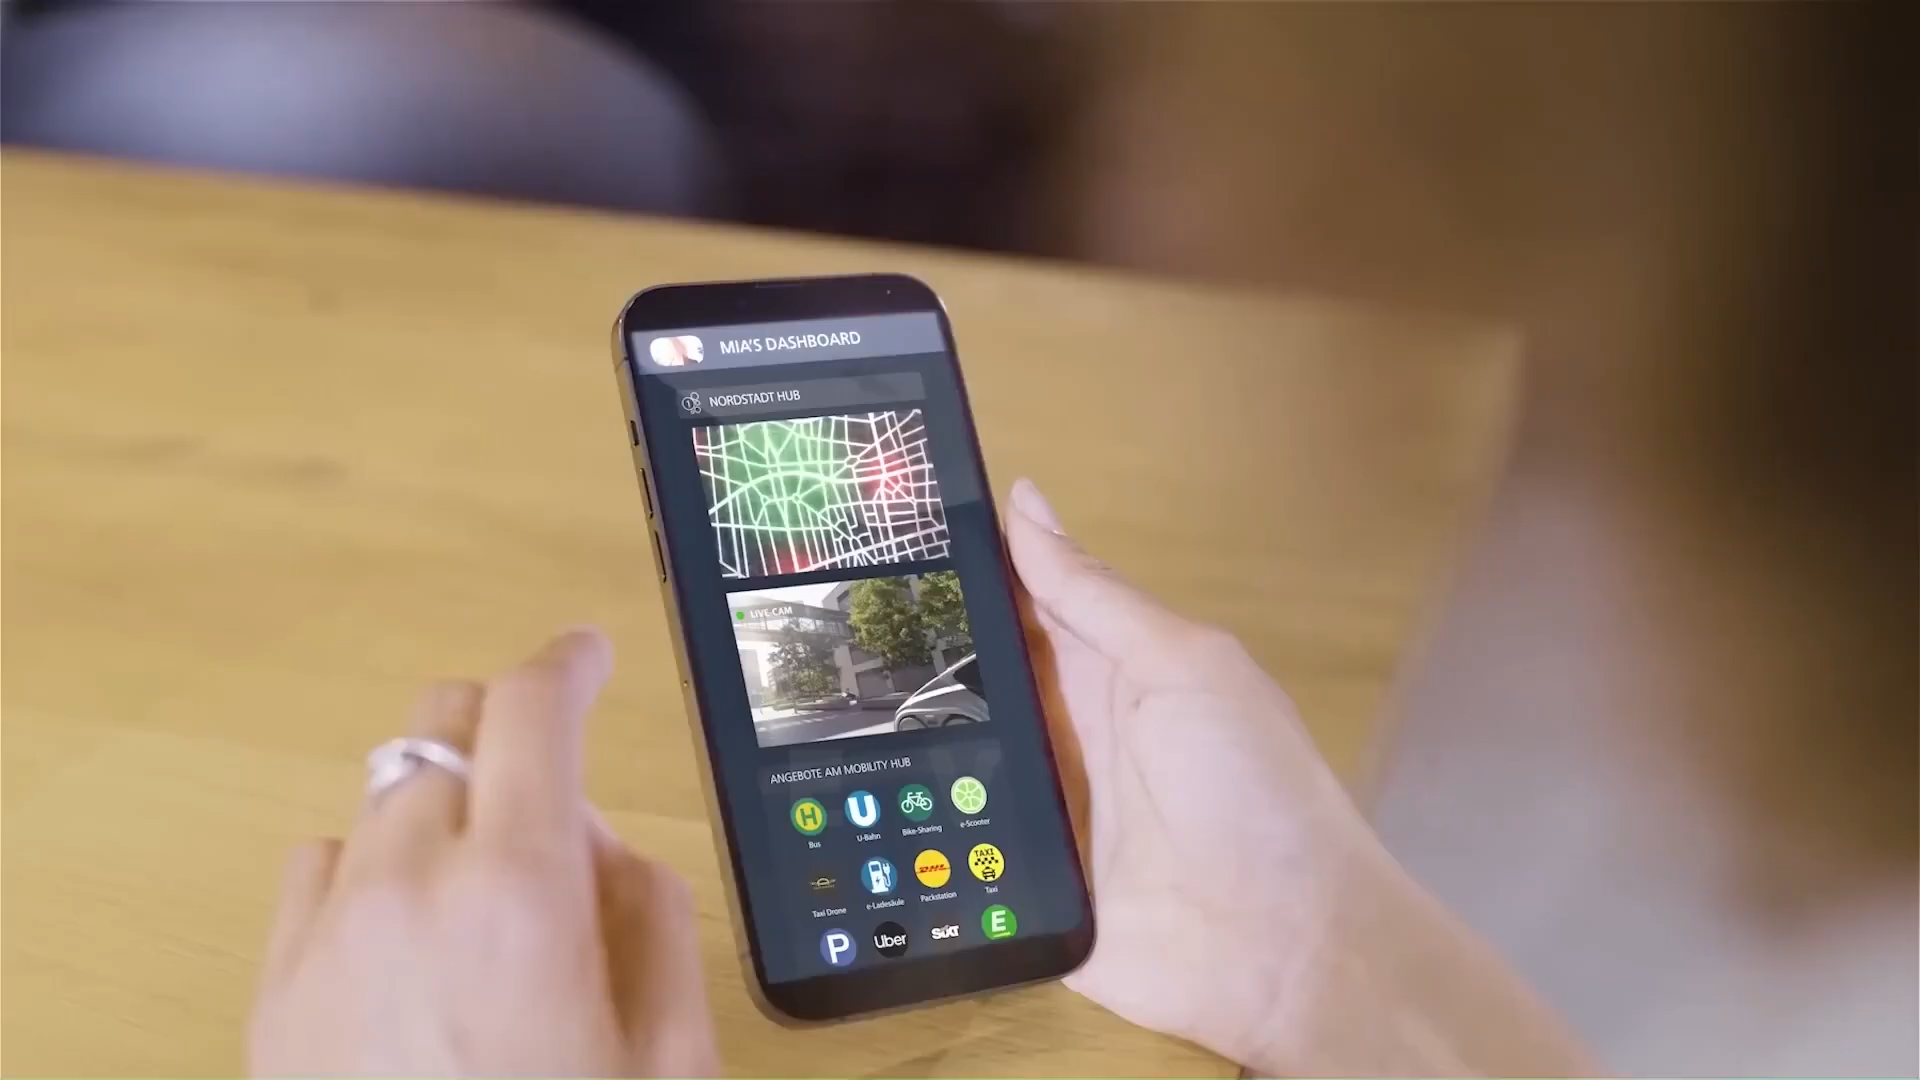 MIA'S DASHBOARD
1
NORDSTADT HUB
LIVE-CAM
ANGEBOTE AM MOBILITY HUB
H
U
Bus
U-Bahn
Bike-Sharing
e-Scooter
DHL
TAXI
Taxi Drone
e-Ladesäule
Packstation
Taxi
P
Uber
SIXT
E